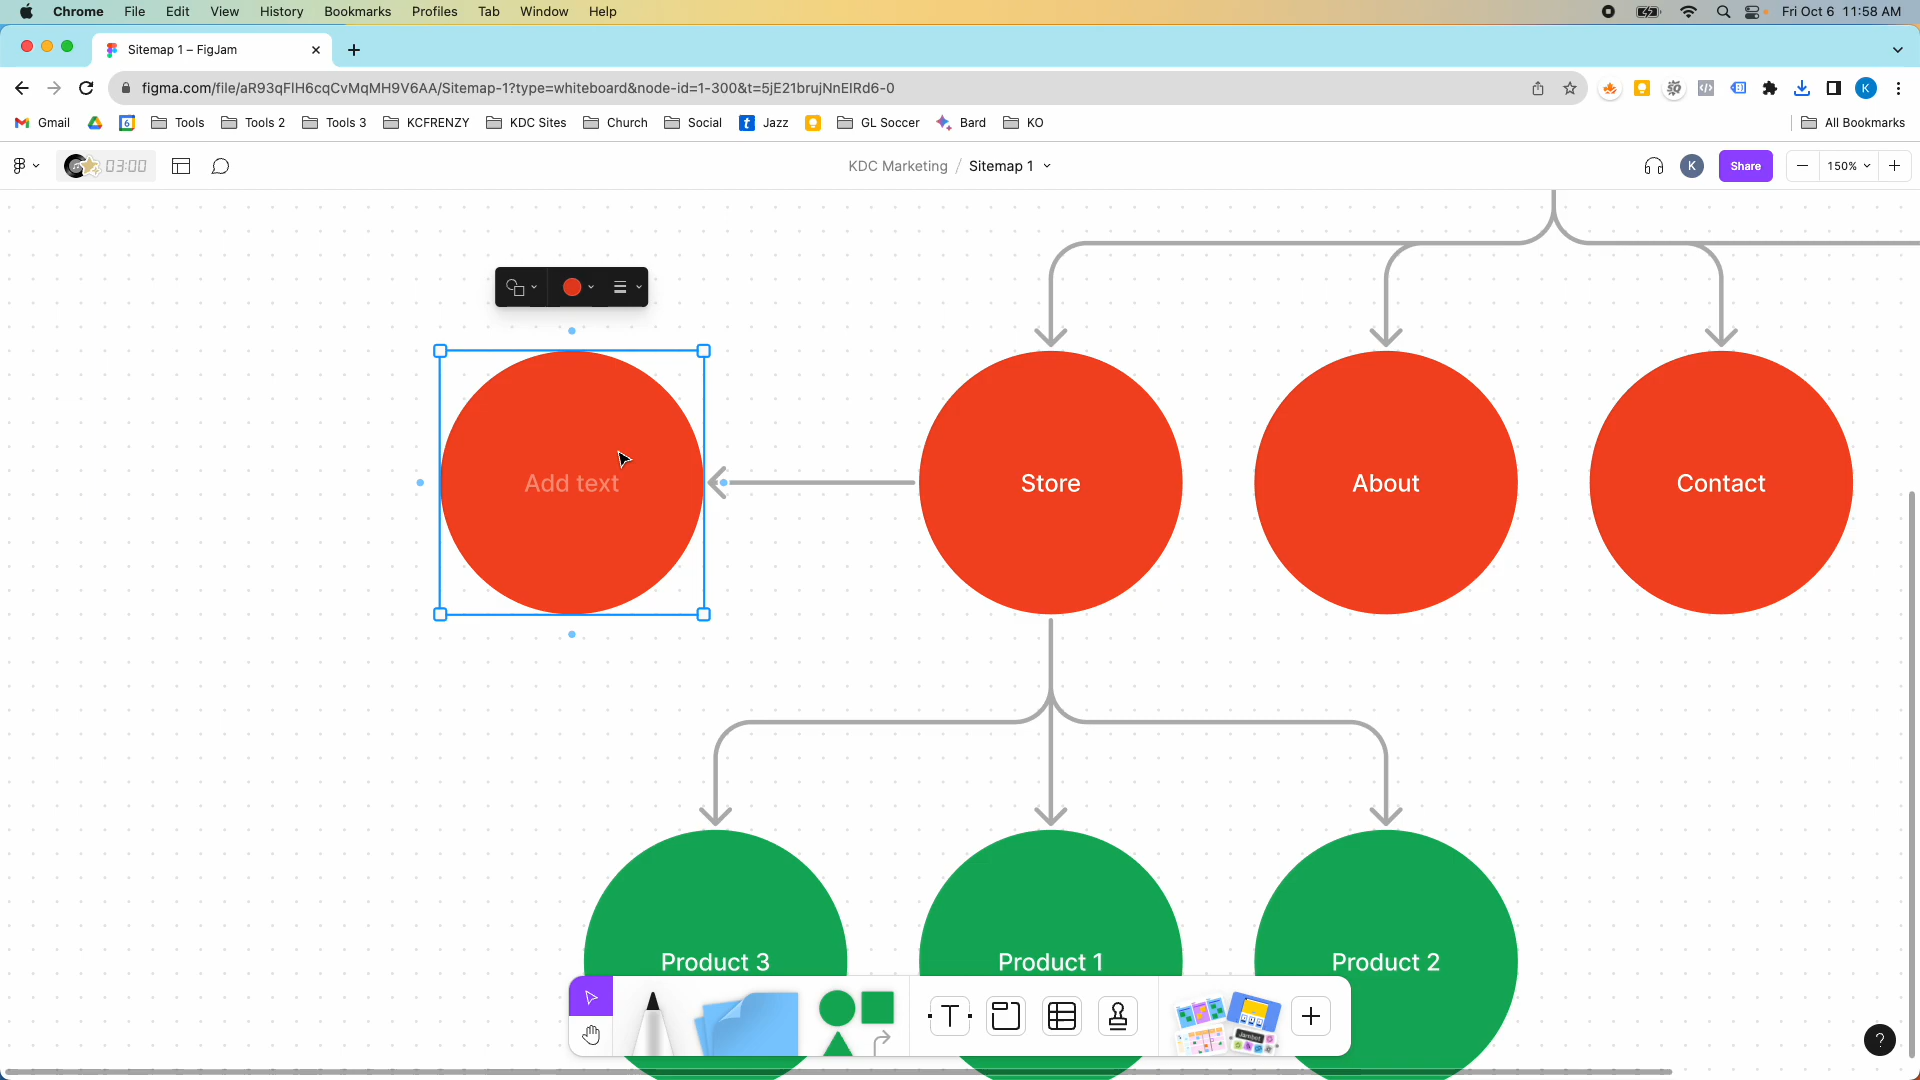 Chrome File Edit View History Bookmarks Profiles Tab Window Help Fri Oct 6 11:58 AM
Sitemap 1 – FigJam
figma.com/file/aR93qFlH6cqCvMqMH9V6AA/Sitemap-1?type=whiteboard&node-id=1-300&t=5jE21brujNnElRd6-0
K
Gmail 6 Tools Tools 2 Tools 3 KCFRENZY KDC Sites Church Social t Jazz GL Soccer Bard KO All Bookmarks
03:00 KDC Marketing / Sitemap 1 K Share 150%
Add text
Store
About
Contact
Product 3
Product 1
Product 2
T
?